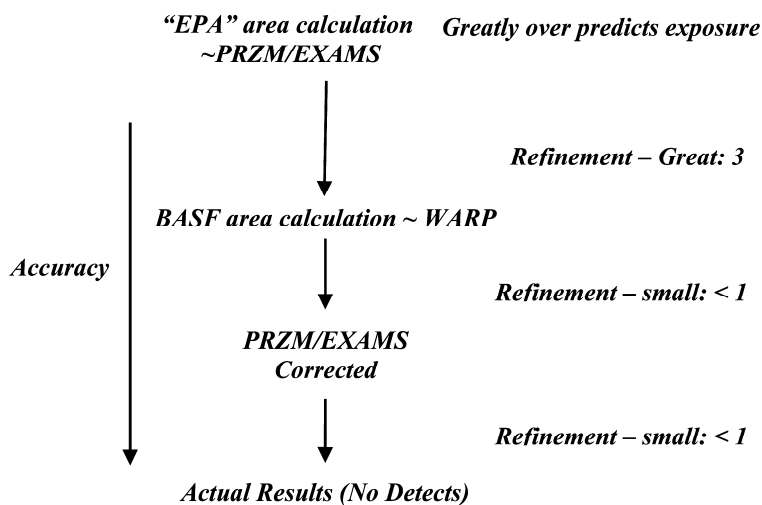 “EPA” area calculation
~PRZM/EXAMS
Greatly over predicts exposure
Refinement – Great: 3
BASF area calculation ~ WARP
Accuracy
Refinement – small: < 1
PRZM/EXAMS
Corrected
Refinement – small: < 1
Actual Results (No Detects)